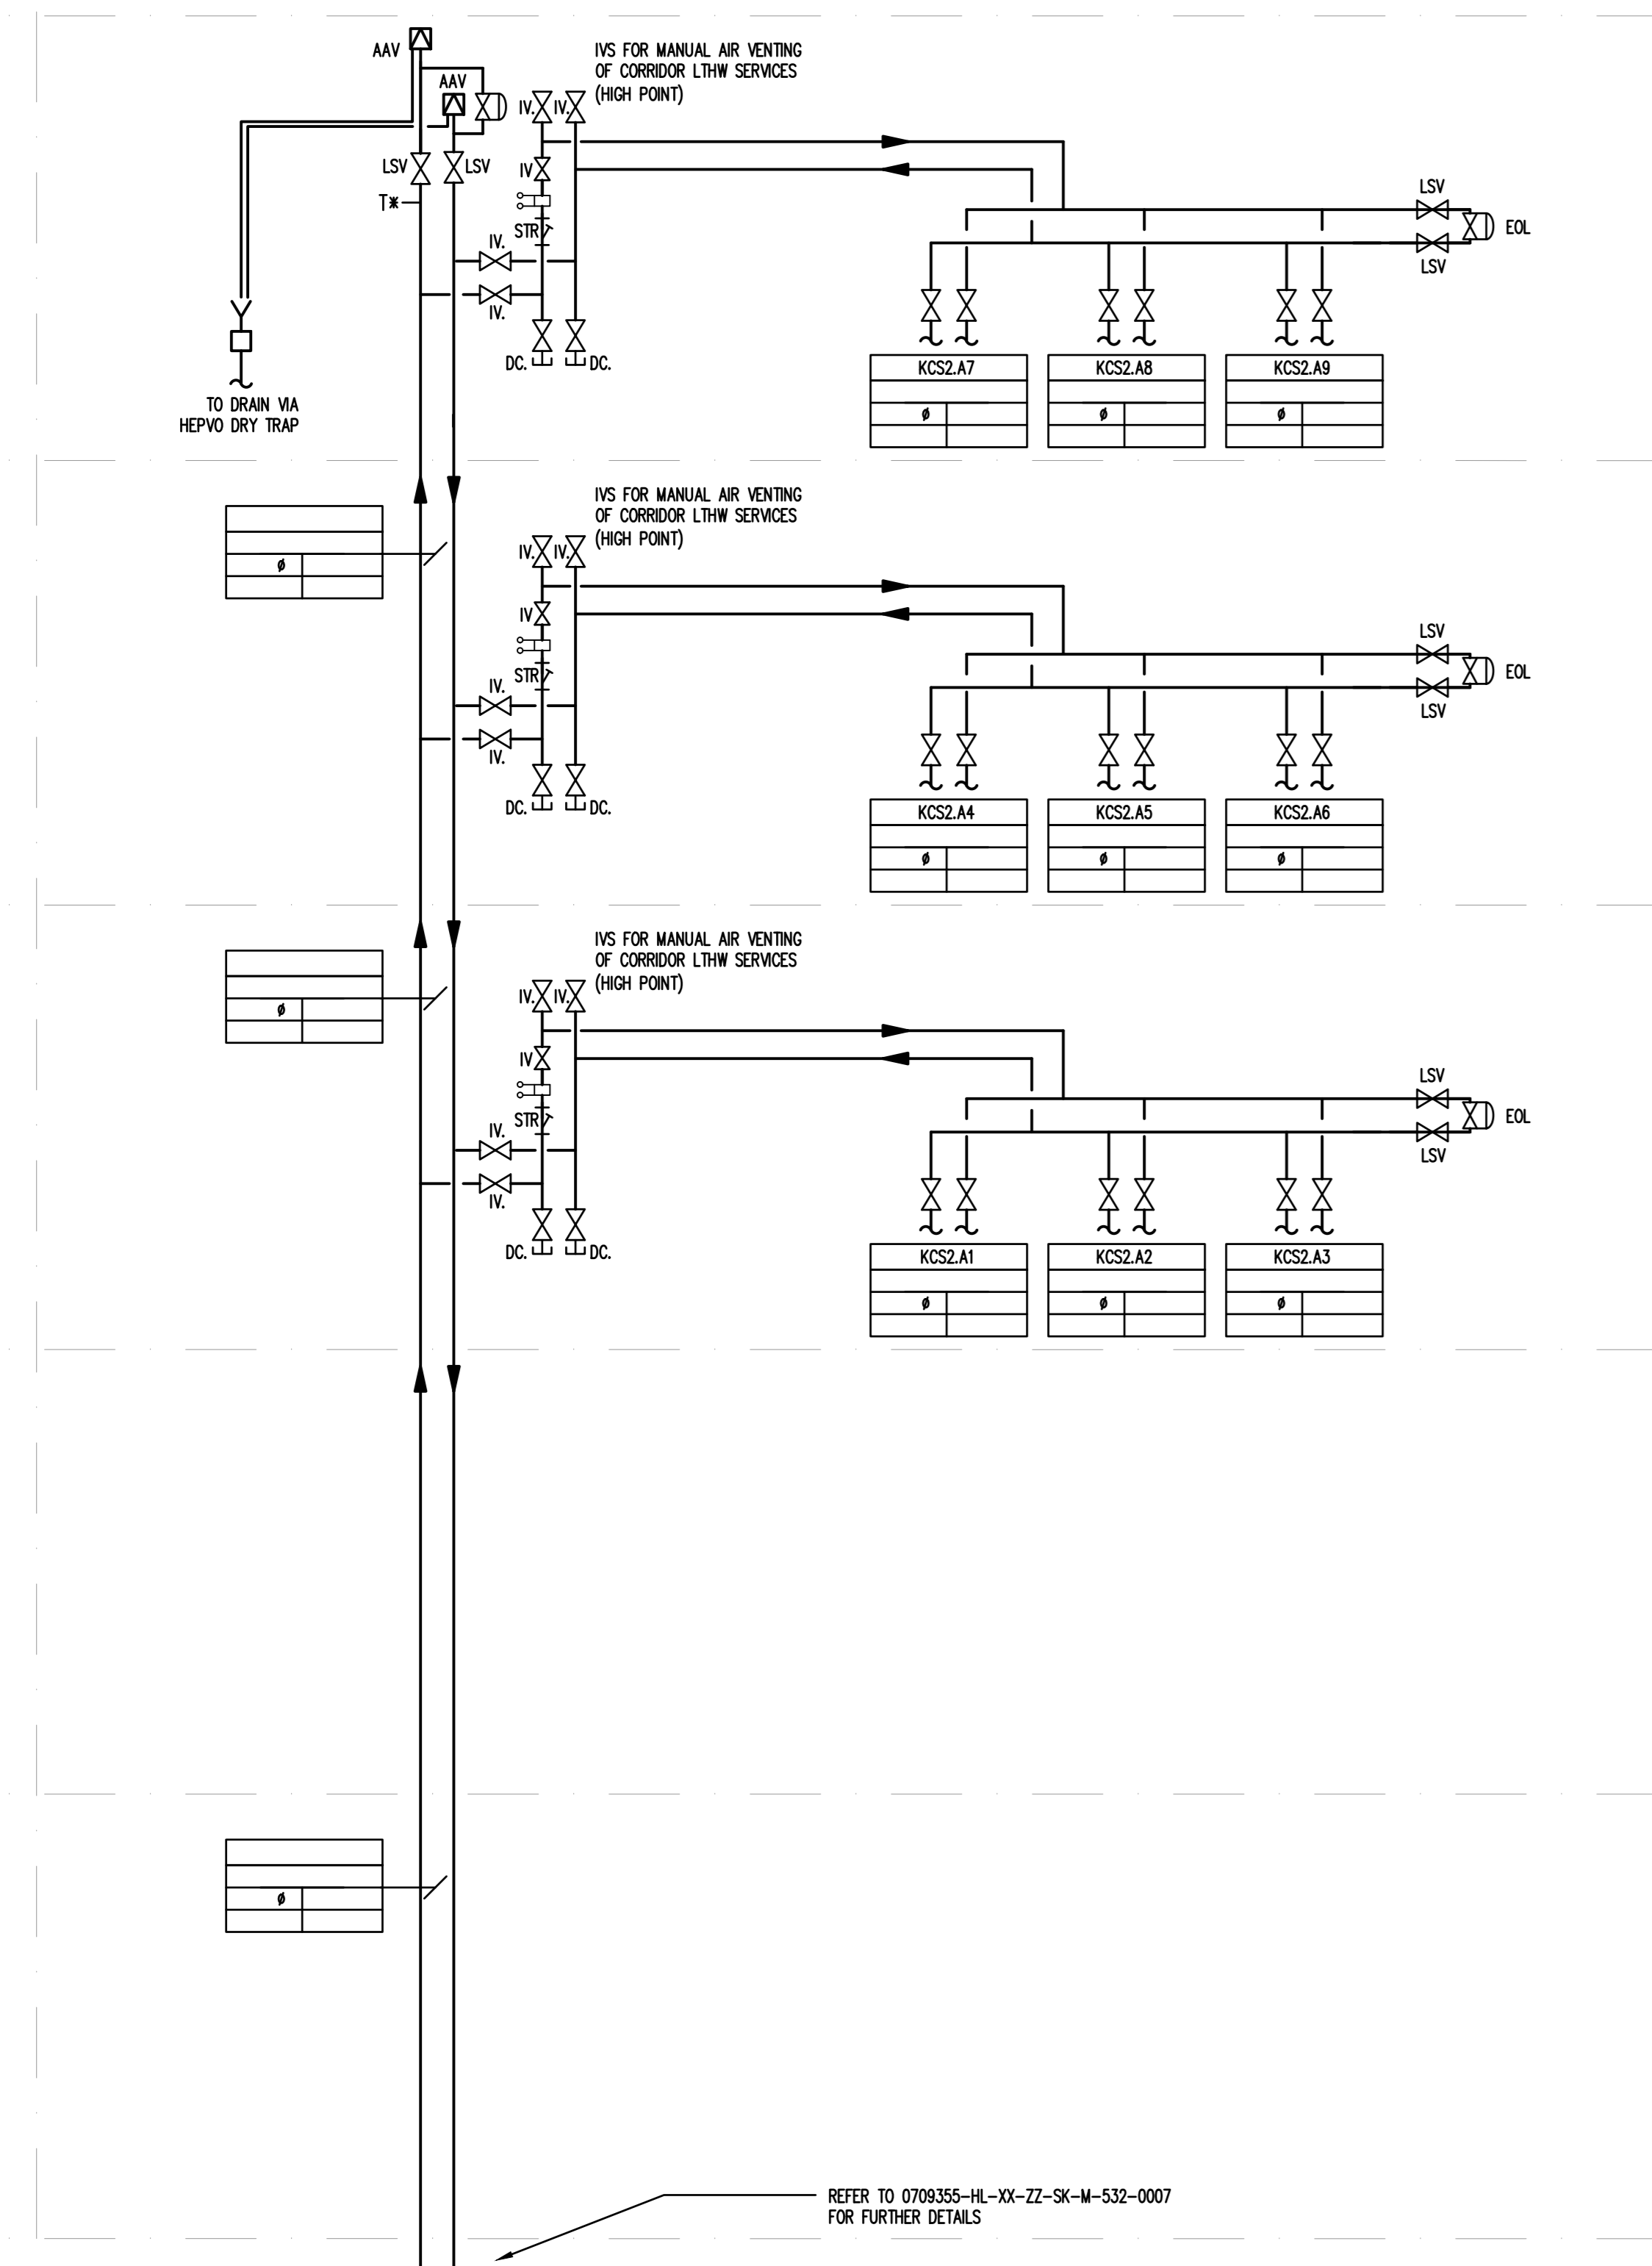 AAV
IVS FOR MANUAL AIR VENTING
OF CORRIDOR LTHW SERVICES
(HIGH POINT)
AAV
IV. IV.
LSV LSV
IV
T*
LSV
STR
IV.
EOL
LSV
IV.
DC. DC.
KCS2.A7 KCS2.A8 KCS2.A9
ø ø ø
TO DRAIN VIA
HEPVO DRY TRAP
IVS FOR MANUAL AIR VENTING
OF CORRIDOR LTHW SERVICES
(HIGH POINT)
IV. IV.
ø
IV
LSV
STR
IV.
EOL
LSV
IV.
DC. DC.
KCS2.A4 KCS2.A5 KCS2.A6
ø ø ø
IVS FOR MANUAL AIR VENTING
OF CORRIDOR LTHW SERVICES
(HIGH POINT)
IV. IV.
ø
IV
LSV
STR
IV.
EOL
LSV
IV.
DC. DC.
KCS2.A1 KCS2.A2 KCS2.A3
ø ø ø
ø
REFER TO 0709355-HL-XX-ZZ-SK-M-532-0007
FOR FURTHER DETAILS